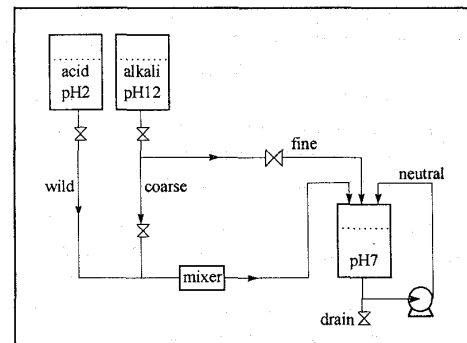 acid
pH2
alkali
pH12
fine
neutral
wild
coarse
pH7
mixer
drain